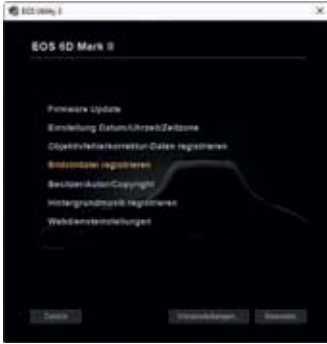 EOS Utility 3
EOS 6D Mark II
Firmware Update
Einstellung Datum/Uhrzeit/Zeitzone
Objektivfehlerkorrektur-Daten registrieren
Bildstildatei registrieren
Besitzer/Autor/Copyright
Hintergrundmusik registrieren
Webdiensteinstellungen
Zurück
Voreinstellungen...
Beenden